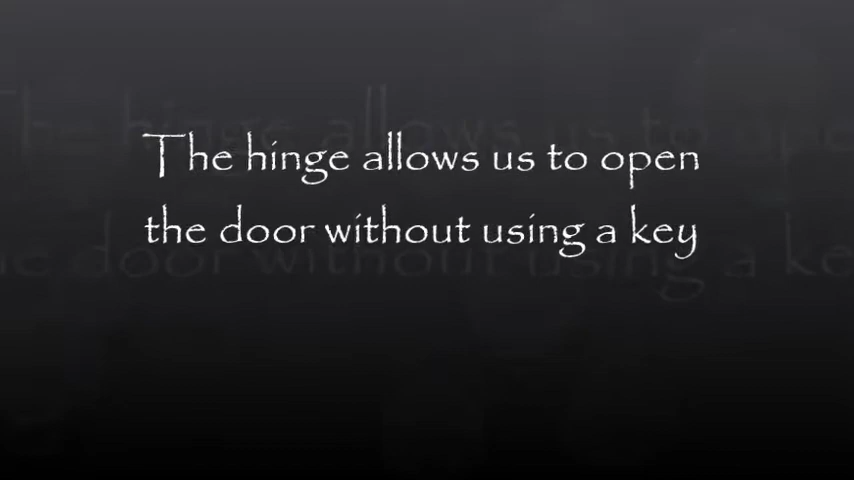 The hinge allows us to open
the door without using a key